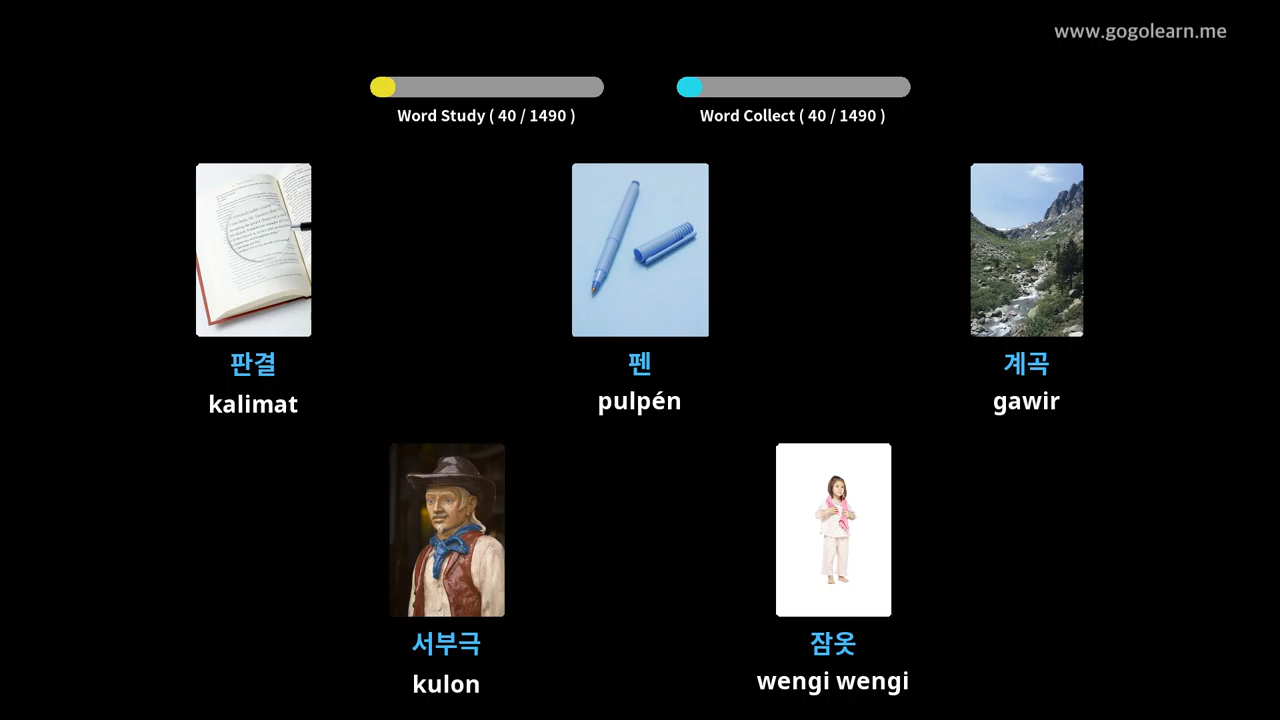 www.gogolearn.me
Word Study ( 40 / 1490 )
Word Collect ( 40 / 1490 )
판결
kalimat
펜
pulpén
계곡
gawir
서부극
kulon
잠옷
wengi wengi